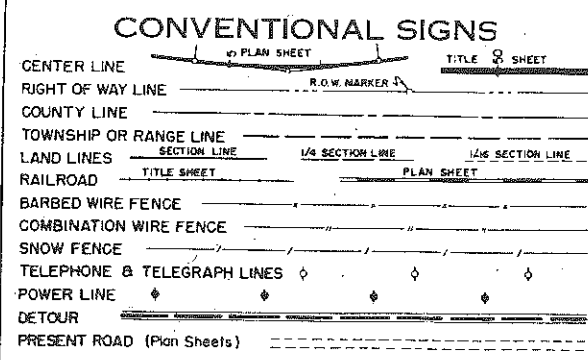 CONVENTIONAL SIGNS
CENTER LINE PLAN SHEET TITLE SHEET
RIGHT OF WAY LINE R.O.W. MARKER
COUNTY LINE
TOWNSHIP OR RANGE LINE
LAND LINES SECTION LINE 1/4 SECTION LINE 1/16 SECTION LINE
RAILROAD TITLE SHEET PLAN SHEET
BARBED WIRE FENCE
COMBINATION WIRE FENCE
SNOW FENCE
TELEPHONE & TELEGRAPH LINES
POWER LINE
DETOUR
PRESENT ROAD (Plan Sheets)